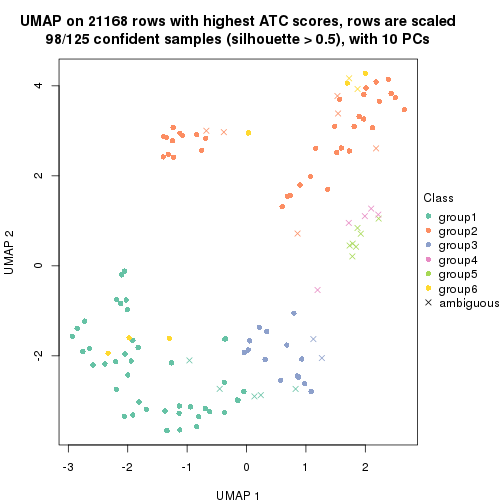 UMAP on 21168 rows with highest ATC scores, rows are scaled
98/125 confident samples (silhouette > 0.5), with 10 PCs
4
2
0
-2
UMAP 2
-3
-2
-1
0
1
2
UMAP 1
Class
group1
group2
group3
group4
group5
group6
ambiguous